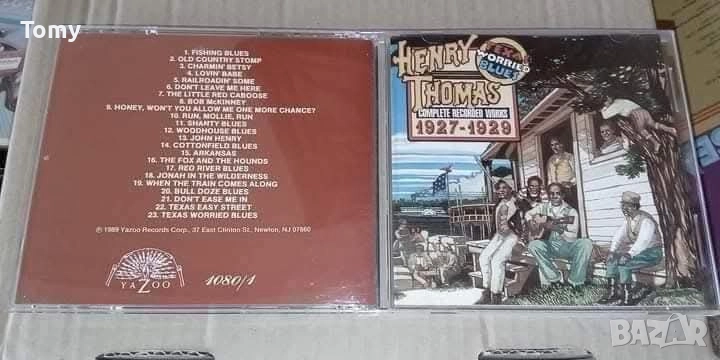 Tomy
1. FISHING BLUES
2. OLD COUNTRY STOMP
3. CHARMIN' BETSY
4. LOVIN' BABE
5. RAILROADIN' SOME
6. DON'T LEAVE ME HERE
7. THE LITTLE RED CABOOSE
8. BOB McKINNEY
9. HONEY, WON'T YOU ALLOW ME ONE MORE CHANCE?
10. RUN, MOLLIE, RUN
11. SHANTY BLUES
12. WOODHOUSE BLUES
13. JOHN HENRY
14. COTTONFIELD BLUES
15. ARKANSAS
16. THE FOX AND THE HOUNDS
17. RED RIVER BLUES
18. JONAH IN THE WILDERNESS
19. WHEN THE TRAIN COMES ALONG
20. BULL DOZE BLUES
21. DON'T EASE ME IN
22. TEXAS EASY STREET
23. TEXAS WORRIED BLUES
℗ 1989 Yazoo Records Corp., 37 East Clinton St., Newton, NJ 07860
YAZOO
1080/1
HENRY
THOMAS
TEXAS
WORRIED
BLUES
COMPLETE RECORDED WORKS
1927-1929
BAZAR